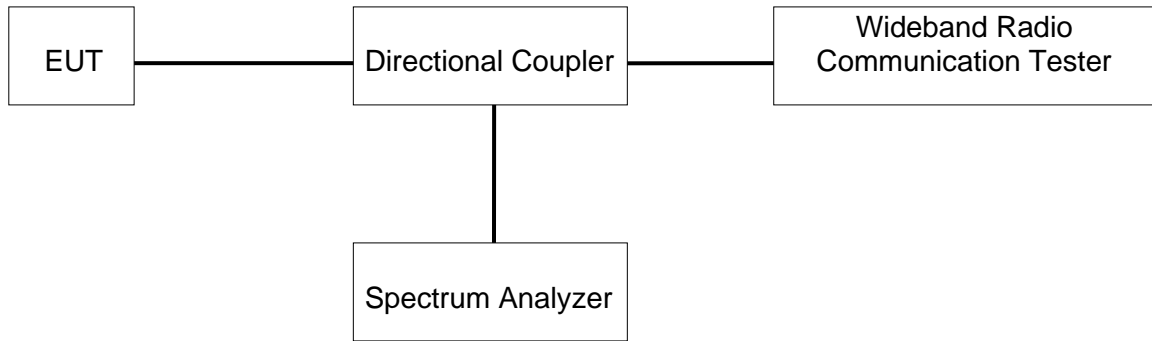 EUT
Directional Coupler
Wideband Radio
Communication Tester
Spectrum Analyzer